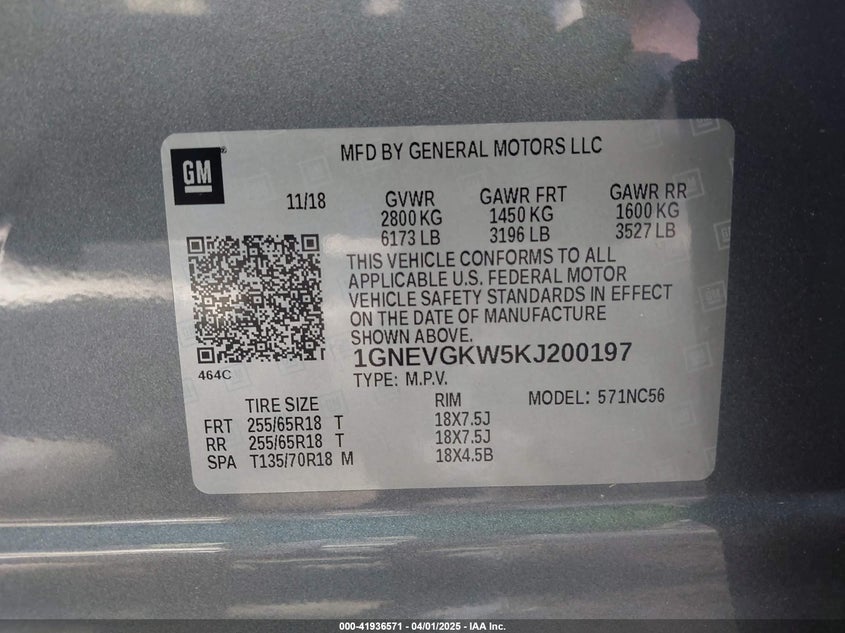 GM
MFD BY GENERAL MOTORS LLC
11/18
GVWR GAWR FRT GAWR RR
2800 KG 1450 KG 1600 KG
6173 LB 3196 LB 3527 LB
THIS VEHICLE CONFORMS TO ALL
APPLICABLE U.S. FEDERAL MOTOR
VEHICLE SAFETY STANDARDS IN EFFECT
ON THE DATE OF MANUFACTURE
SHOWN ABOVE.
464C
1GNEVGKW5KJ200197
TYPE: M.P.V.
MODEL: 571NC56
TIRE SIZE RIM
FRT 255/65R18 T 18X7.5J
RR 255/65R18 T 18X7.5J
SPA T135/70R18 M 18X4.5B
000-41936571 - 04/01/2025 - IAA Inc.